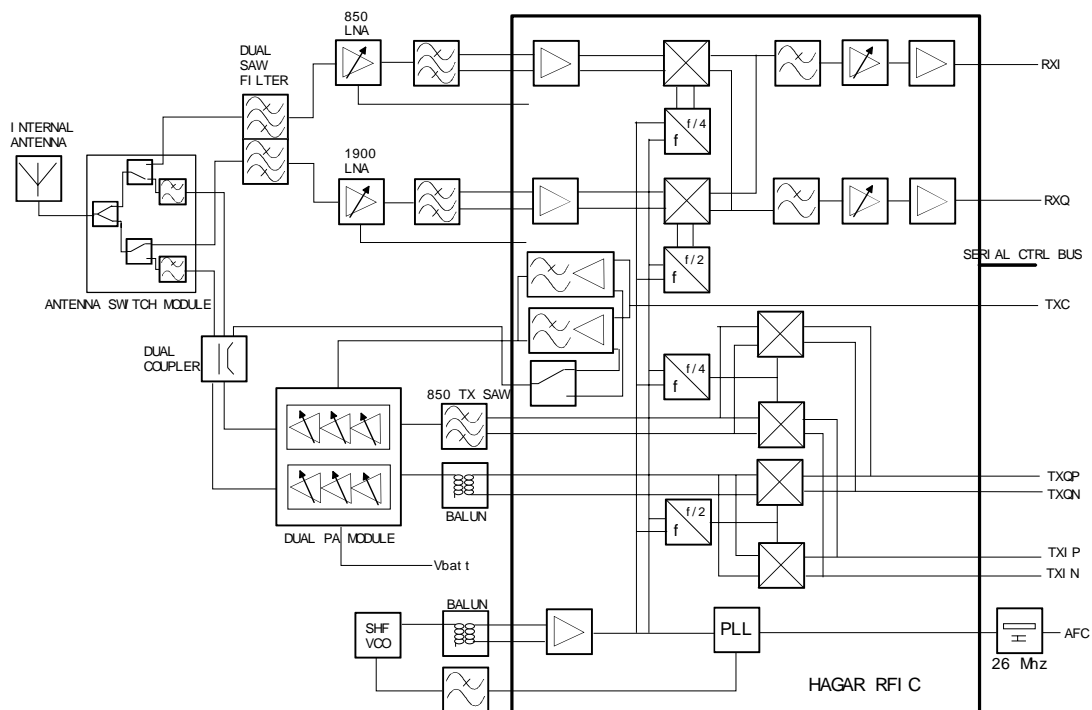 850
LNA
DUAL
SAW
FILTER
RXI
INTERNAL
ANTENNA
f/4
f
1900
LNA
RXQ
f/2
f
SERIAL CTRL BUS
ANTENNA SWITCH MODULE
TXC
DUAL
COUPLER
f/4
f
850 TX SAW
TXQP
TXQN
f/2
f
BALUN
DUAL PA MODULE
TXIP
Vbatt
TXIN
BALUN
SHF
VCO
PLL
AFC
26 Mhz
HAGAR RFIC